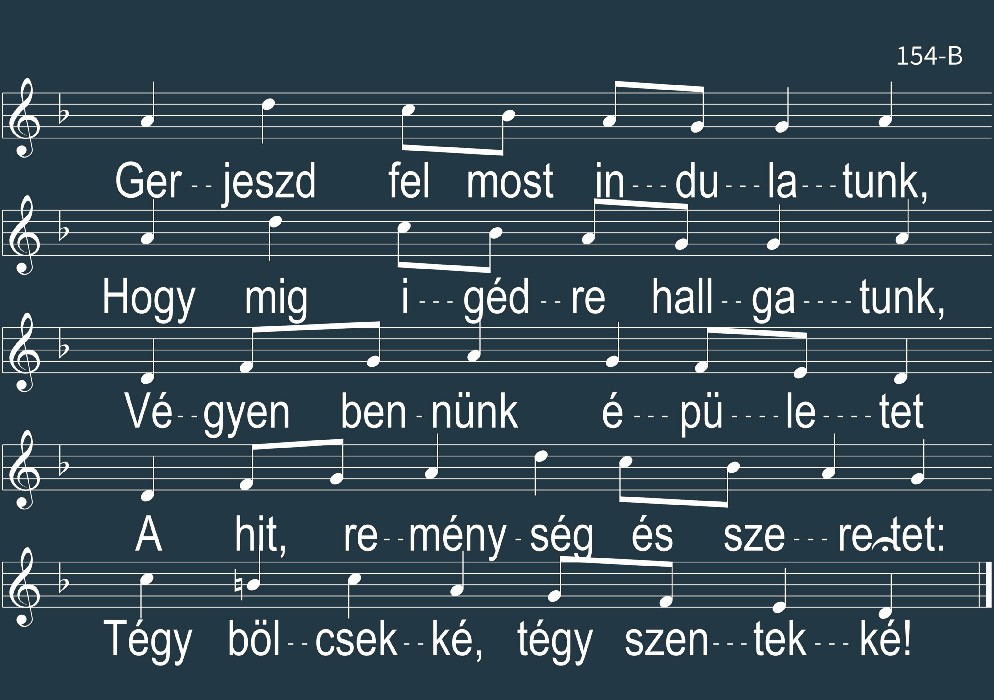 154-B
Ger--jeszd fel most in---du---la---tunk,
Hogy mig i---géd--re hall--ga----tunk,
Vé--gyen ben-nünk é---pü----le----tet
A hit, re--mény-ség és sze---re-tet:
Tégy böl--csek--ké, tégy szen---tek---ké!